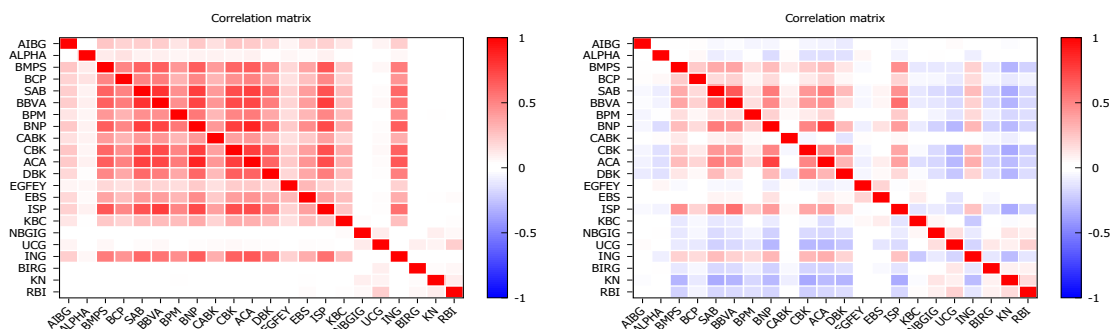 Correlation matrix
AIBG
ALPHA
BMPS
BCP
SAB
BBVA
BPM
BNP
CABK
CBK
ACA
DBK
EGFEY
EBS
ISP
KBC
NBGIG
UCG
ING
BIRG
KN
RBI
AIBG ALPHA BMPS BCP SAB BBVA BPM BNP CABK CBK ACA DBK EGFEY EBS ISP KBC NBGIG UCG ING BIRG KN RBI
1
0.5
0
-0.5
-1
Correlation matrix
AIBG
ALPHA
BMPS
BCP
SAB
BBVA
BPM
BNP
CABK
CBK
ACA
DBK
EGFEY
EBS
ISP
KBC
NBGIG
UCG
ING
BIRG
KN
RBI
AIBG ALPHA BMPS BCP SAB BBVA BPM BNP CABK CBK ACA DBK EGFEY EBS ISP KBC NBGIG UCG ING BIRG KN RBI
1
0.5
0
-0.5
-1